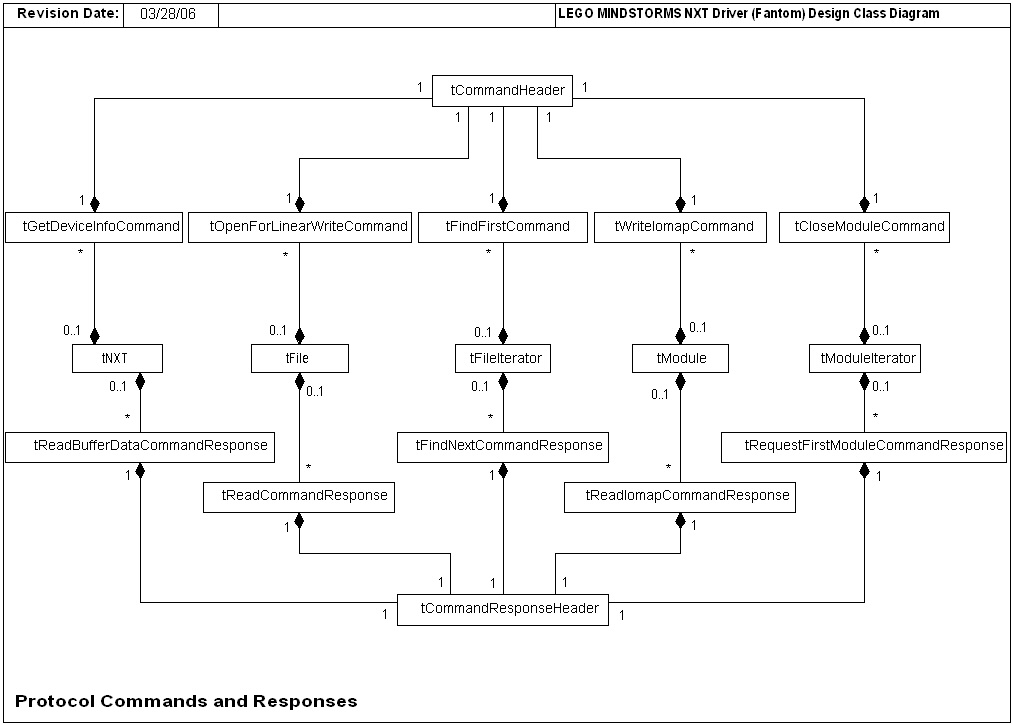 Revision Date: 03/28/06 LEGO MINDSTORMS NXT Driver (Fantom) Design Class Diagram
1 tCommandHeader 1
1 1 1
1 1 1 1 1
tGetDeviceInfoCommand tOpenForLinearWriteCommand tFindFirstCommand tWriteIomapCommand tCloseModuleCommand
* * * * *
0..1 0..1 0..1 0..1 0..1
tNXT tFile tFileIterator tModule tModuleIterator
0..1 0..1 0..1 0..1 0..1
* * *
tReadBufferDataCommandResponse tFindNextCommandResponse tRequestFirstModuleCommandResponse
1 * 1 * 1
tReadCommandResponse tReadIomapCommandResponse
1 1
1 1 1
1 tCommandResponseHeader 1
Protocol Commands and Responses